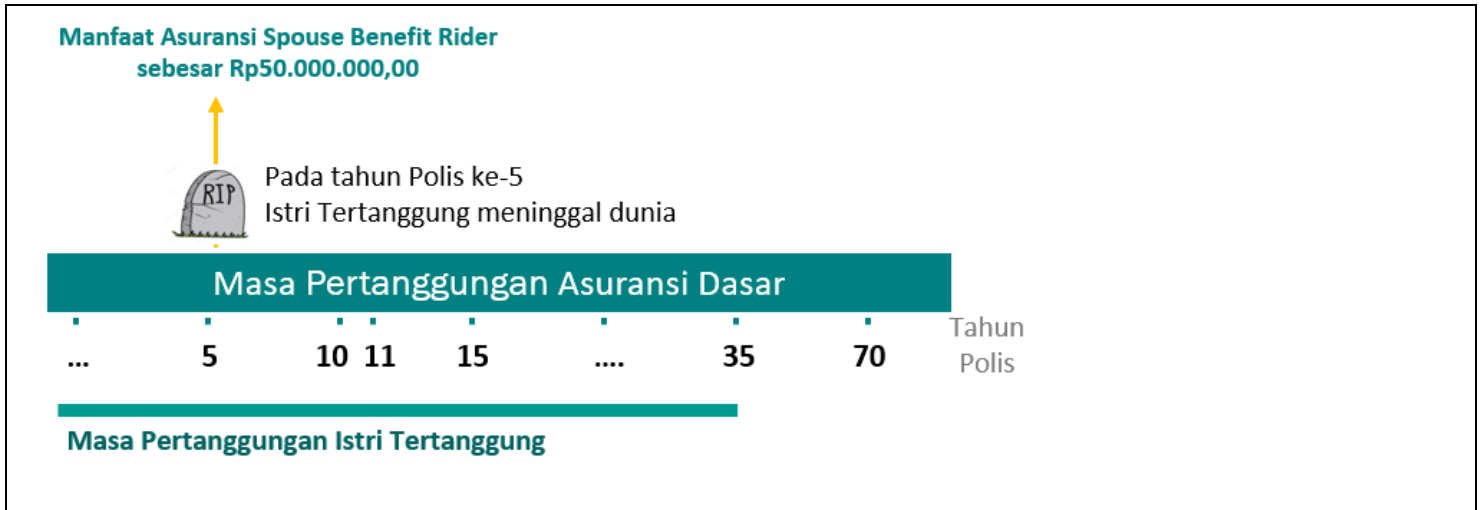 Manfaat Asuransi Spouse Benefit Rider
sebesar Rp50.000.000,00
RIP
Pada tahun Polis ke-5
Istri Tertanggung meninggal dunia
Masa Pertanggungan Asuransi Dasar
... 5 10 11 15 .... 35 70
Tahun
Polis
Masa Pertanggungan Istri Tertanggung